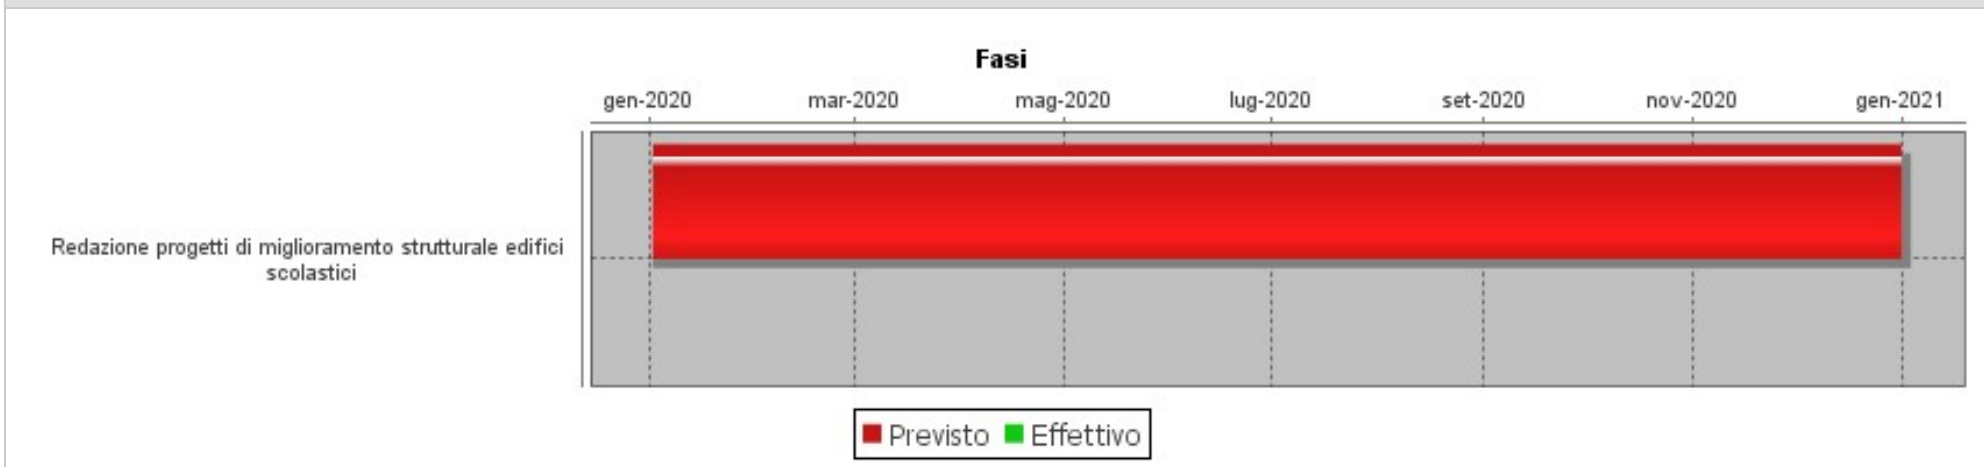 Fasi
gen-2020 mar-2020 mag-2020 lug-2020 set-2020 nov-2020 gen-2021
Redazione progetti di miglioramento strutturale edifici
scolastici
Previsto Effettivo